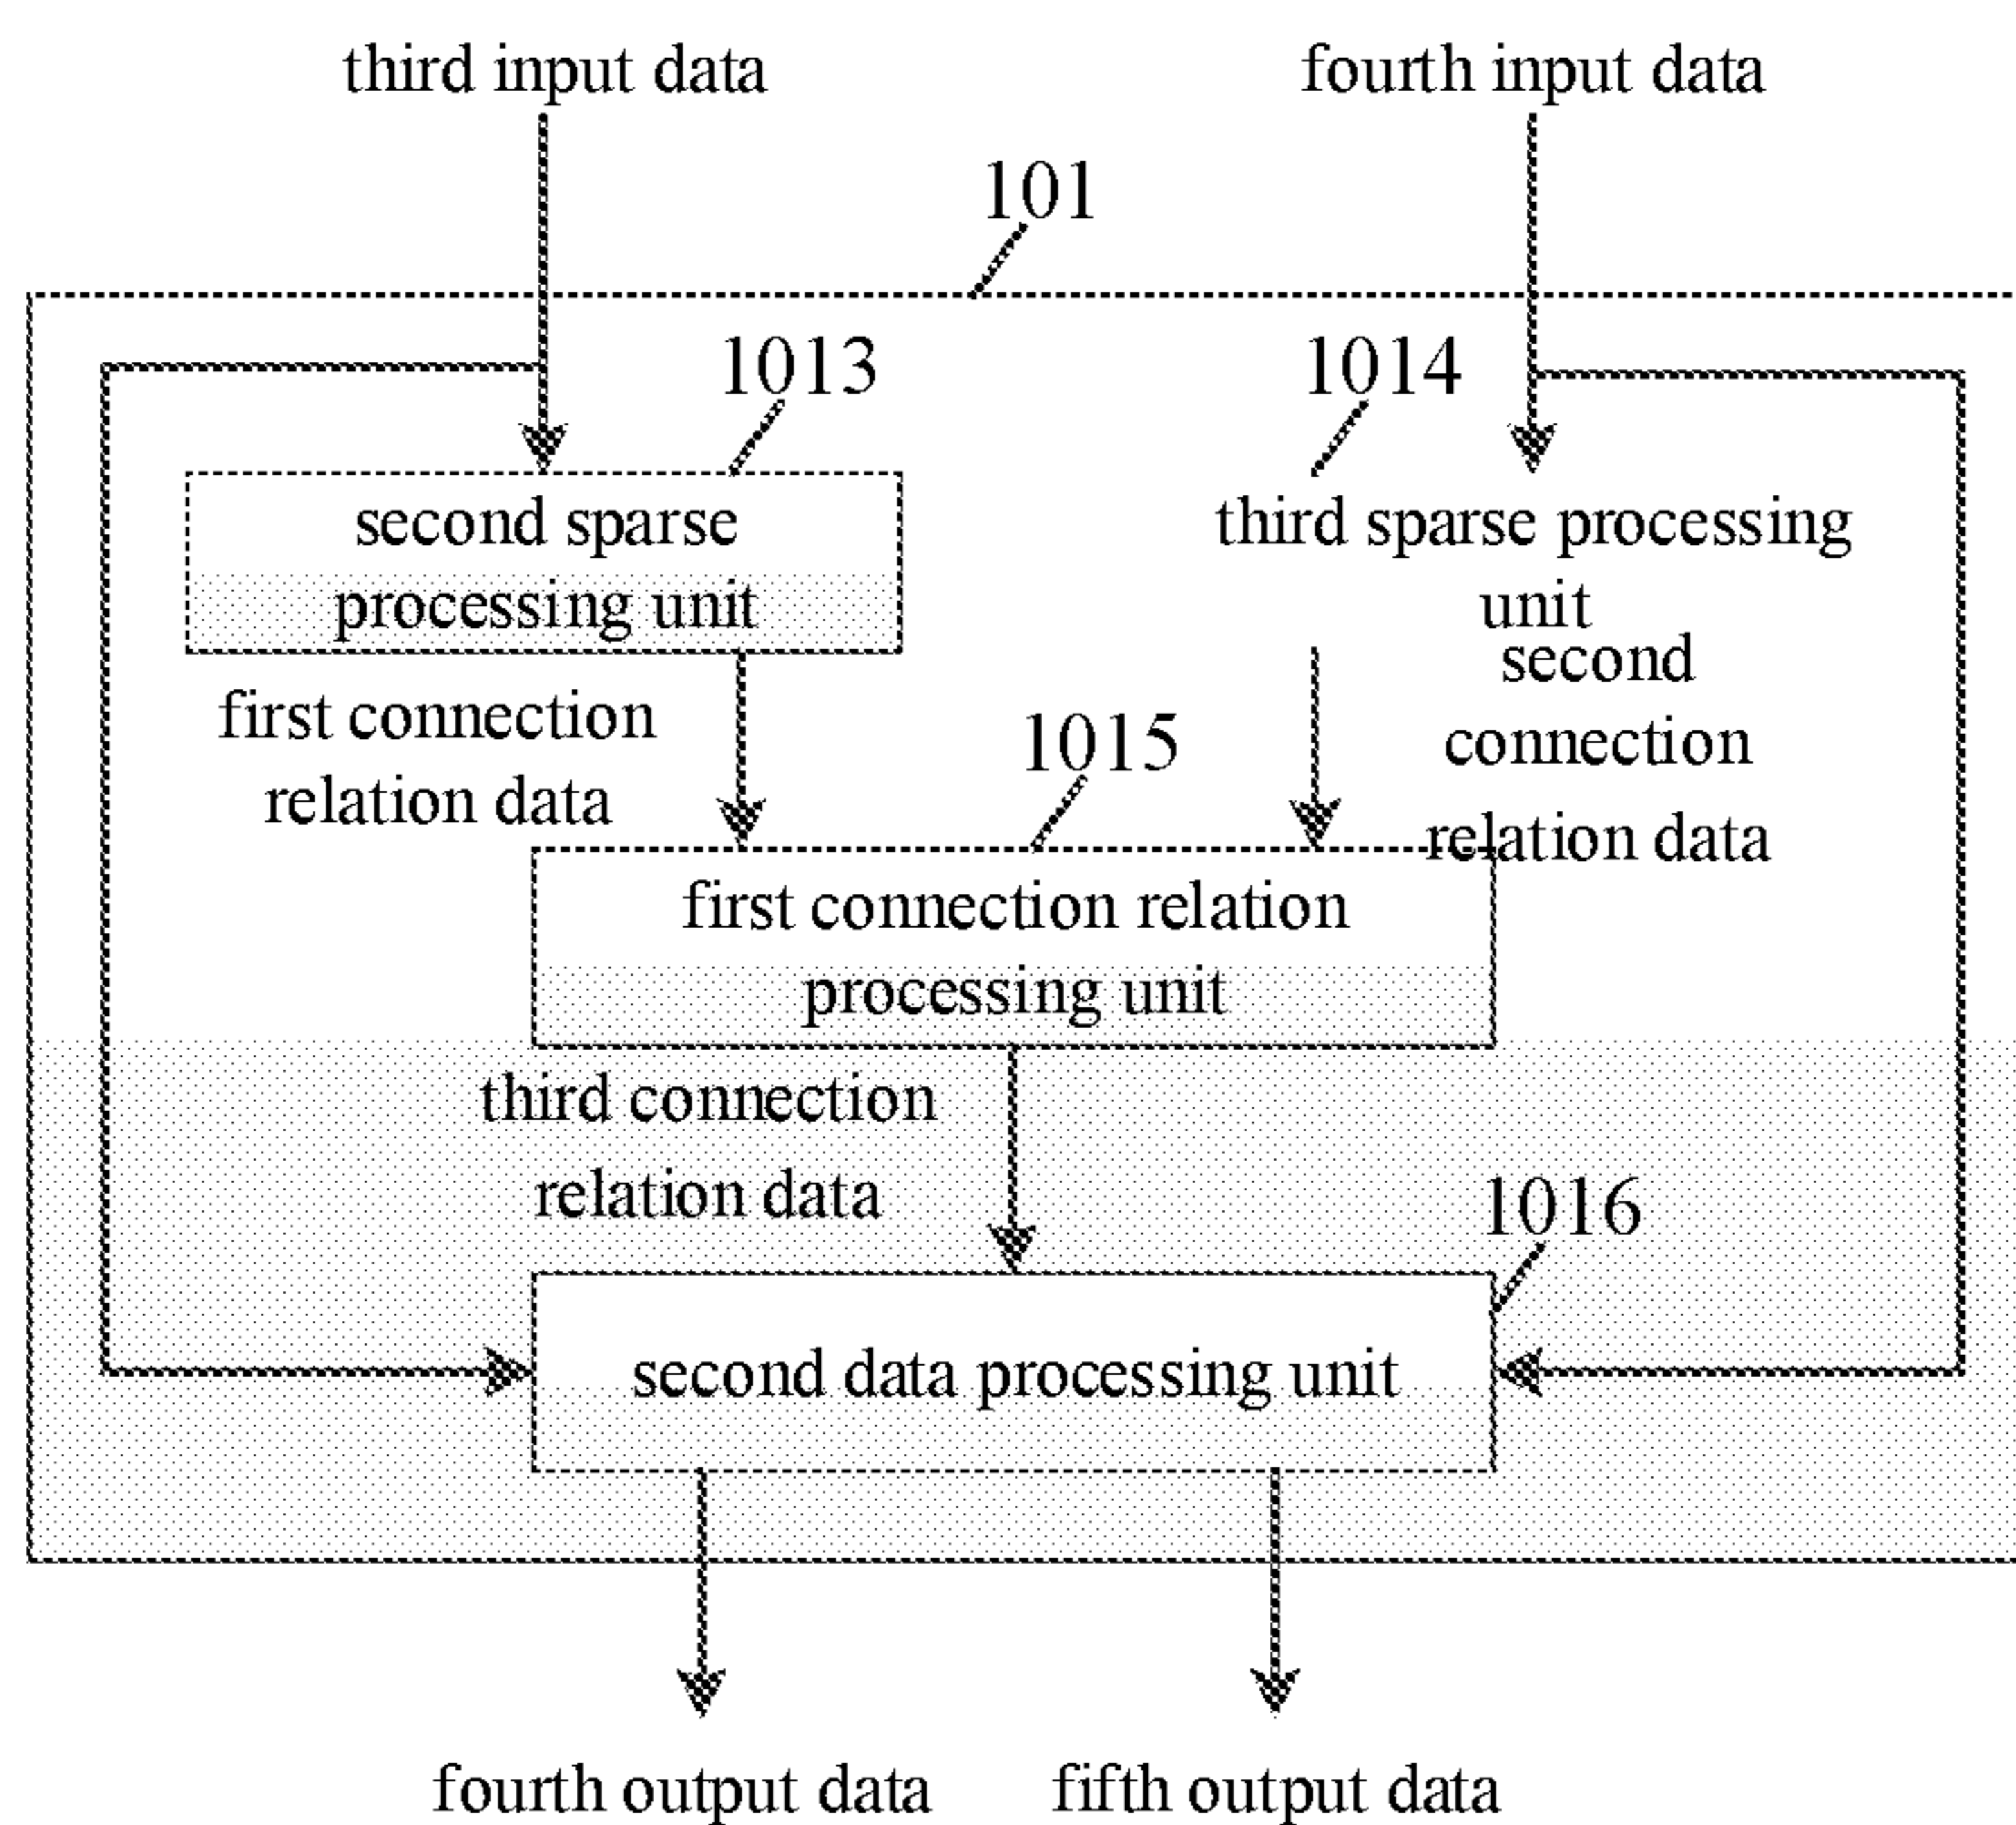 third input data
fourth input data
101
1013
1014
second sparse
processing unit
third sparse processing
unit
first connection
relation data
second
connection
relation data
1015
first connection relation
processing unit
third connection
relation data
1016
second data processing unit
fourth output data
fifth output data